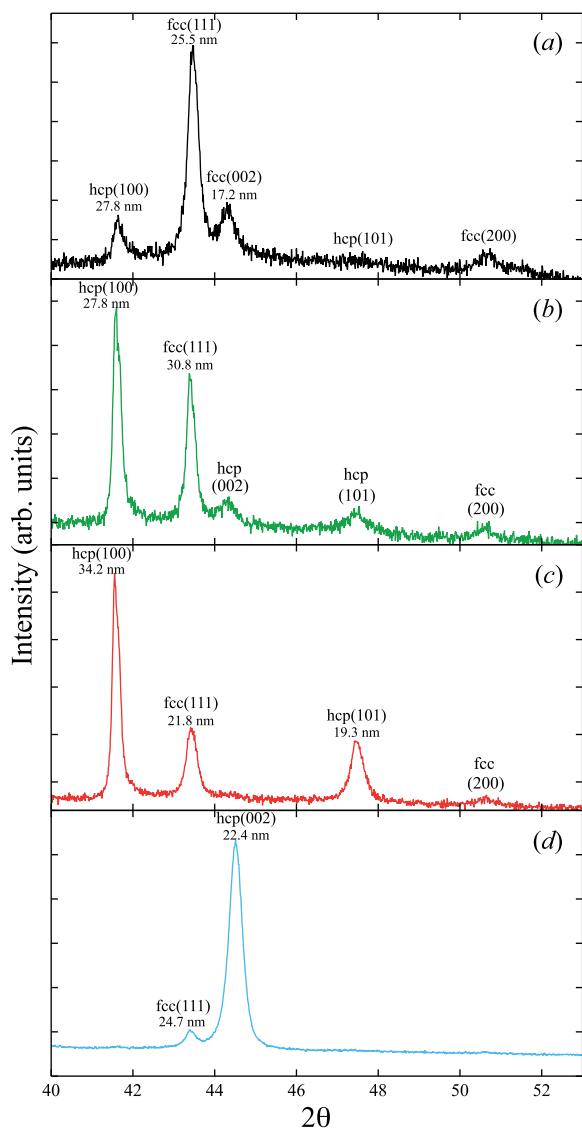 fcc(111)
25.5 nm
(a)
hcp(100)
27.8 nm
fcc(002)
17.2 nm
hcp(101)
fcc(200)
hcp(100)
27.8 nm
(b)
fcc(111)
30.8 nm
hcp
(002)
hcp
(101)
fcc
(200)
hcp(100)
34.2 nm
(c)
fcc(111)
21.8 nm
hcp(101)
19.3 nm
fcc
(200)
hcp(002)
22.4 nm
(d)
fcc(111)
24.7 nm
Intensity (arb. units)
40 42 44 46 48 50 52
2θ